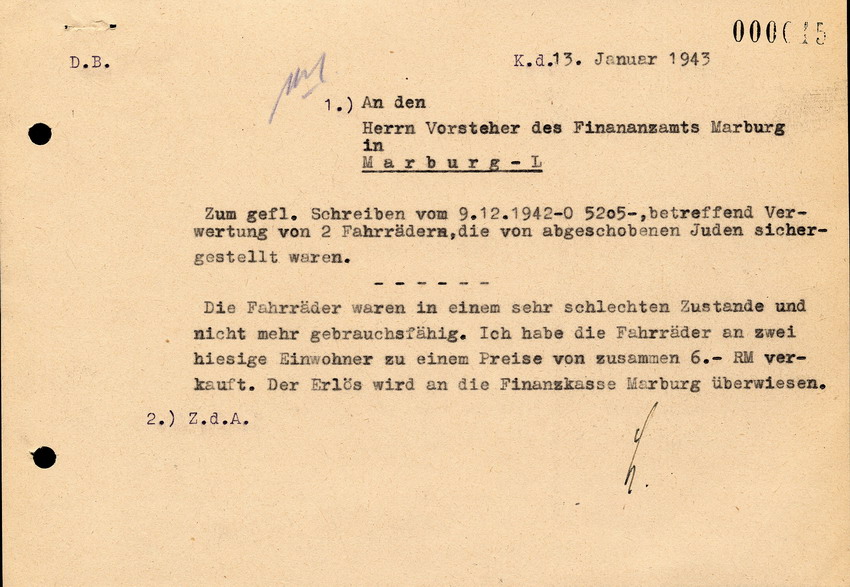 D.B.
K.d.13. Januar 1943
1.) An den
Herrn Vorsteher des Finananzamts Marburg
in
M a r b u r g - L
Zum gefl. Schreiben vom 9.12.1942-O 52o5-,betreffend Ver-
wertung von 2 Fahrrädern,die von abgeschobenen Juden sicher-
gestellt waren.
- - - - - -
Die Fahrräder waren in einem sehr schlechten Zustande und
nicht mehr gebrauchsfähig. Ich habe die Fahrräder an zwei
hiesige Einwohner zu einem Preise von zusammen 6.- RM ver-
kauft. Der Erlös wird an die Finanzkasse Marburg überwiesen.
2.) Z.d.A.